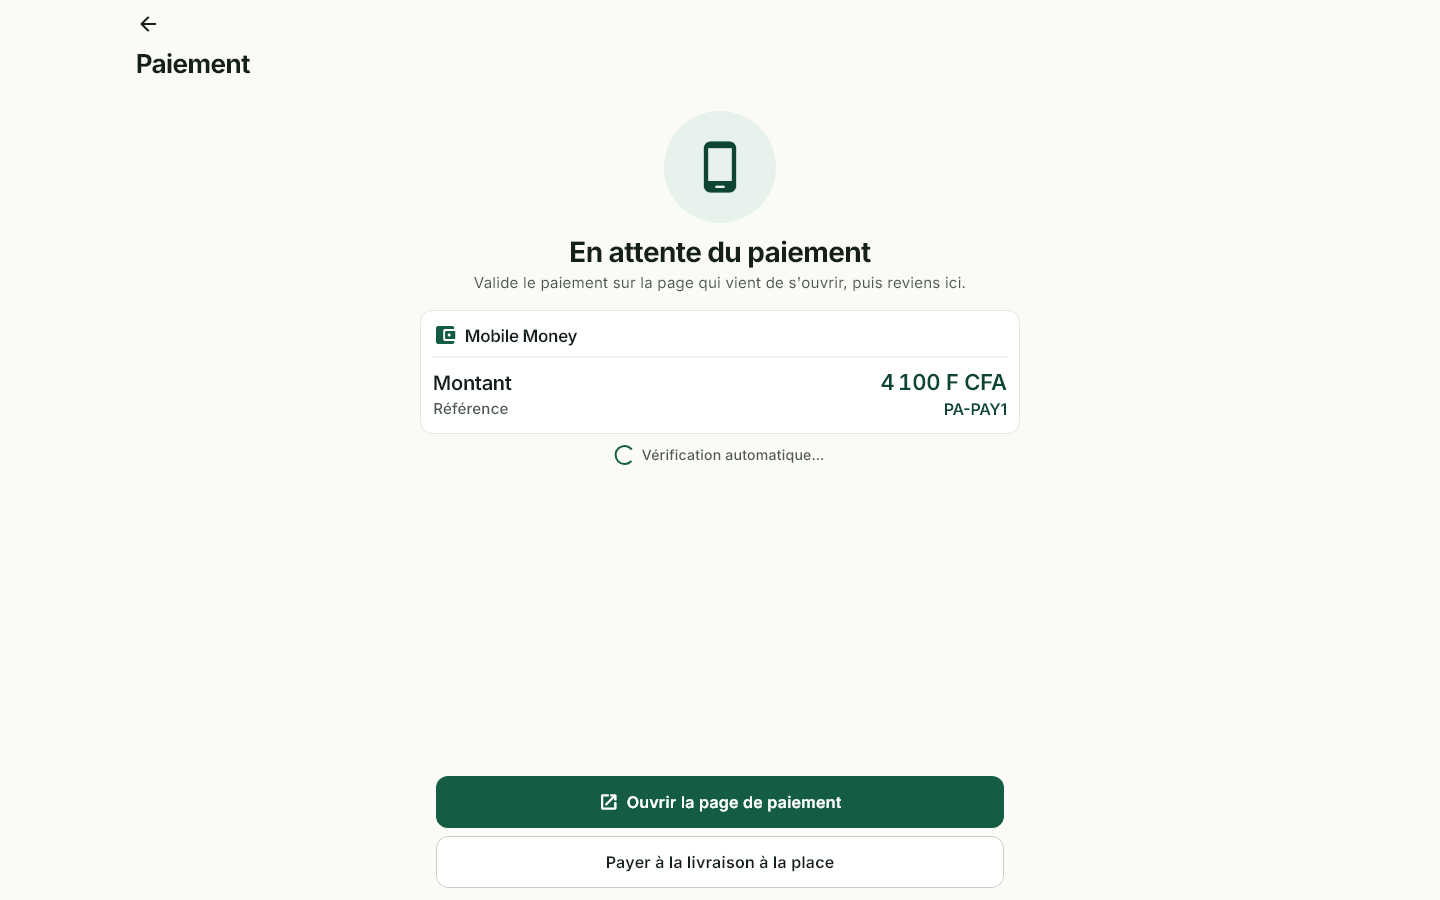 Paiement
En attente du paiement
Valide le paiement sur la page qui vient de s'ouvrir, puis reviens ici.
Mobile Money
Montant 4 100 F CFA
Référence PA-PAY1
Vérification automatique...
Ouvrir la page de paiement
Payer à la livraison à la place